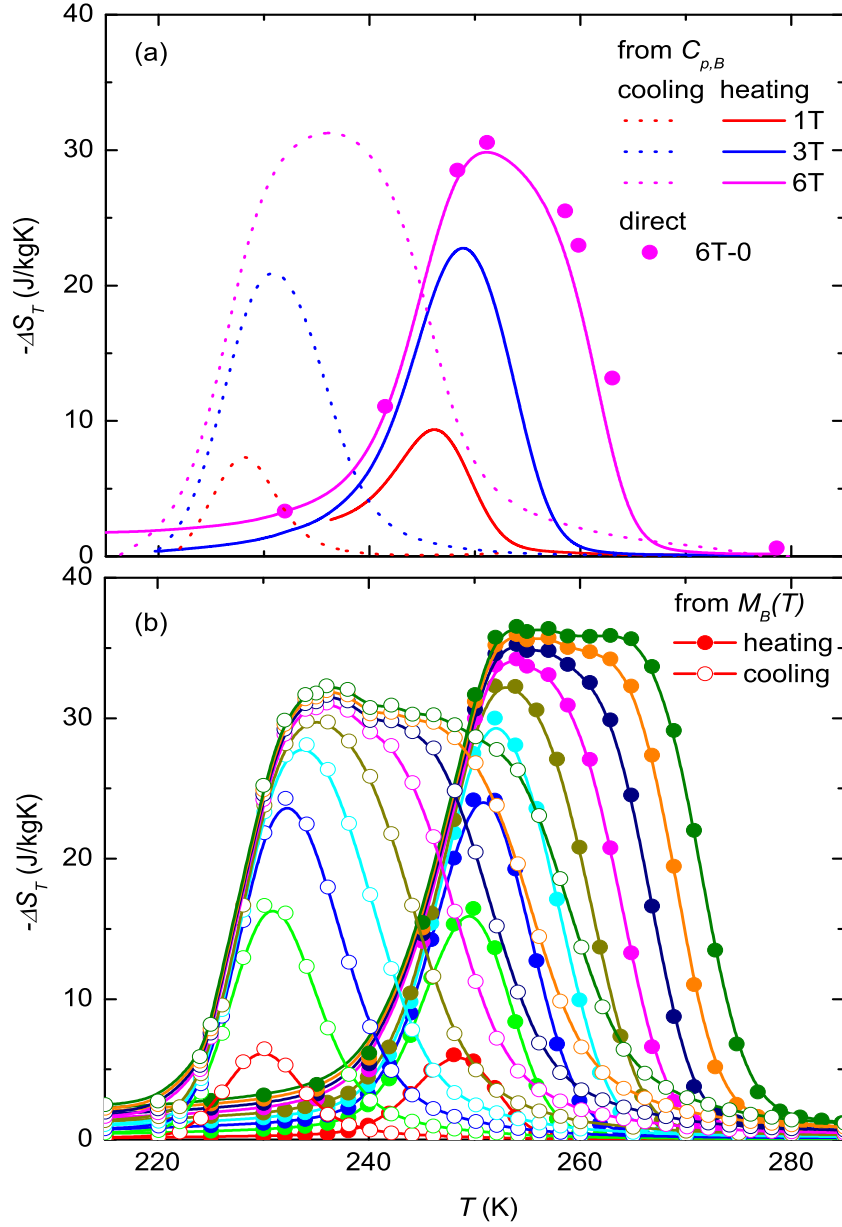 40
(a)
from C_{p,B}
cooling heating
1T
30
3T
6T
direct
6T-0
-ΔS_T (J/kgK)
20
10
0
40
(b)
from M_B(T)
heating
cooling
30
-ΔS_T (J/kgK)
20
10
0
220 240 260 280
T (K)